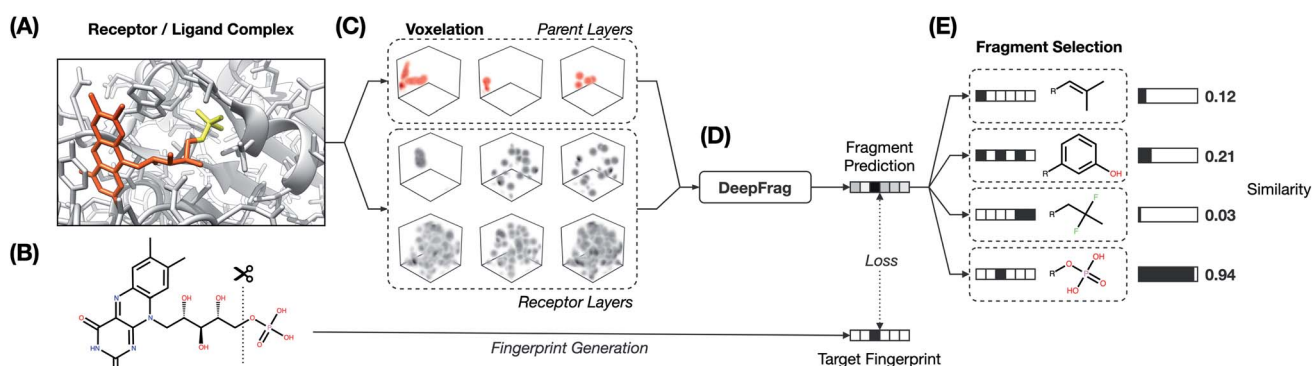 (A)
Receptor / Ligand Complex
(B)
N
N
N
N
HN
O
O
OH
OH
OH
OH
P
OH
OH
O
(C)
Voxelation
Parent Layers
Receptor Layers
Fingerprint Generation
(D)
DeepFrag
Fragment
Prediction
Loss
Target Fingerprint
(E)
Fragment Selection
R
0.12
R
OH
0.21
R
F
F
0.03
R
O
P
OH
O
HO
0.94
Similarity